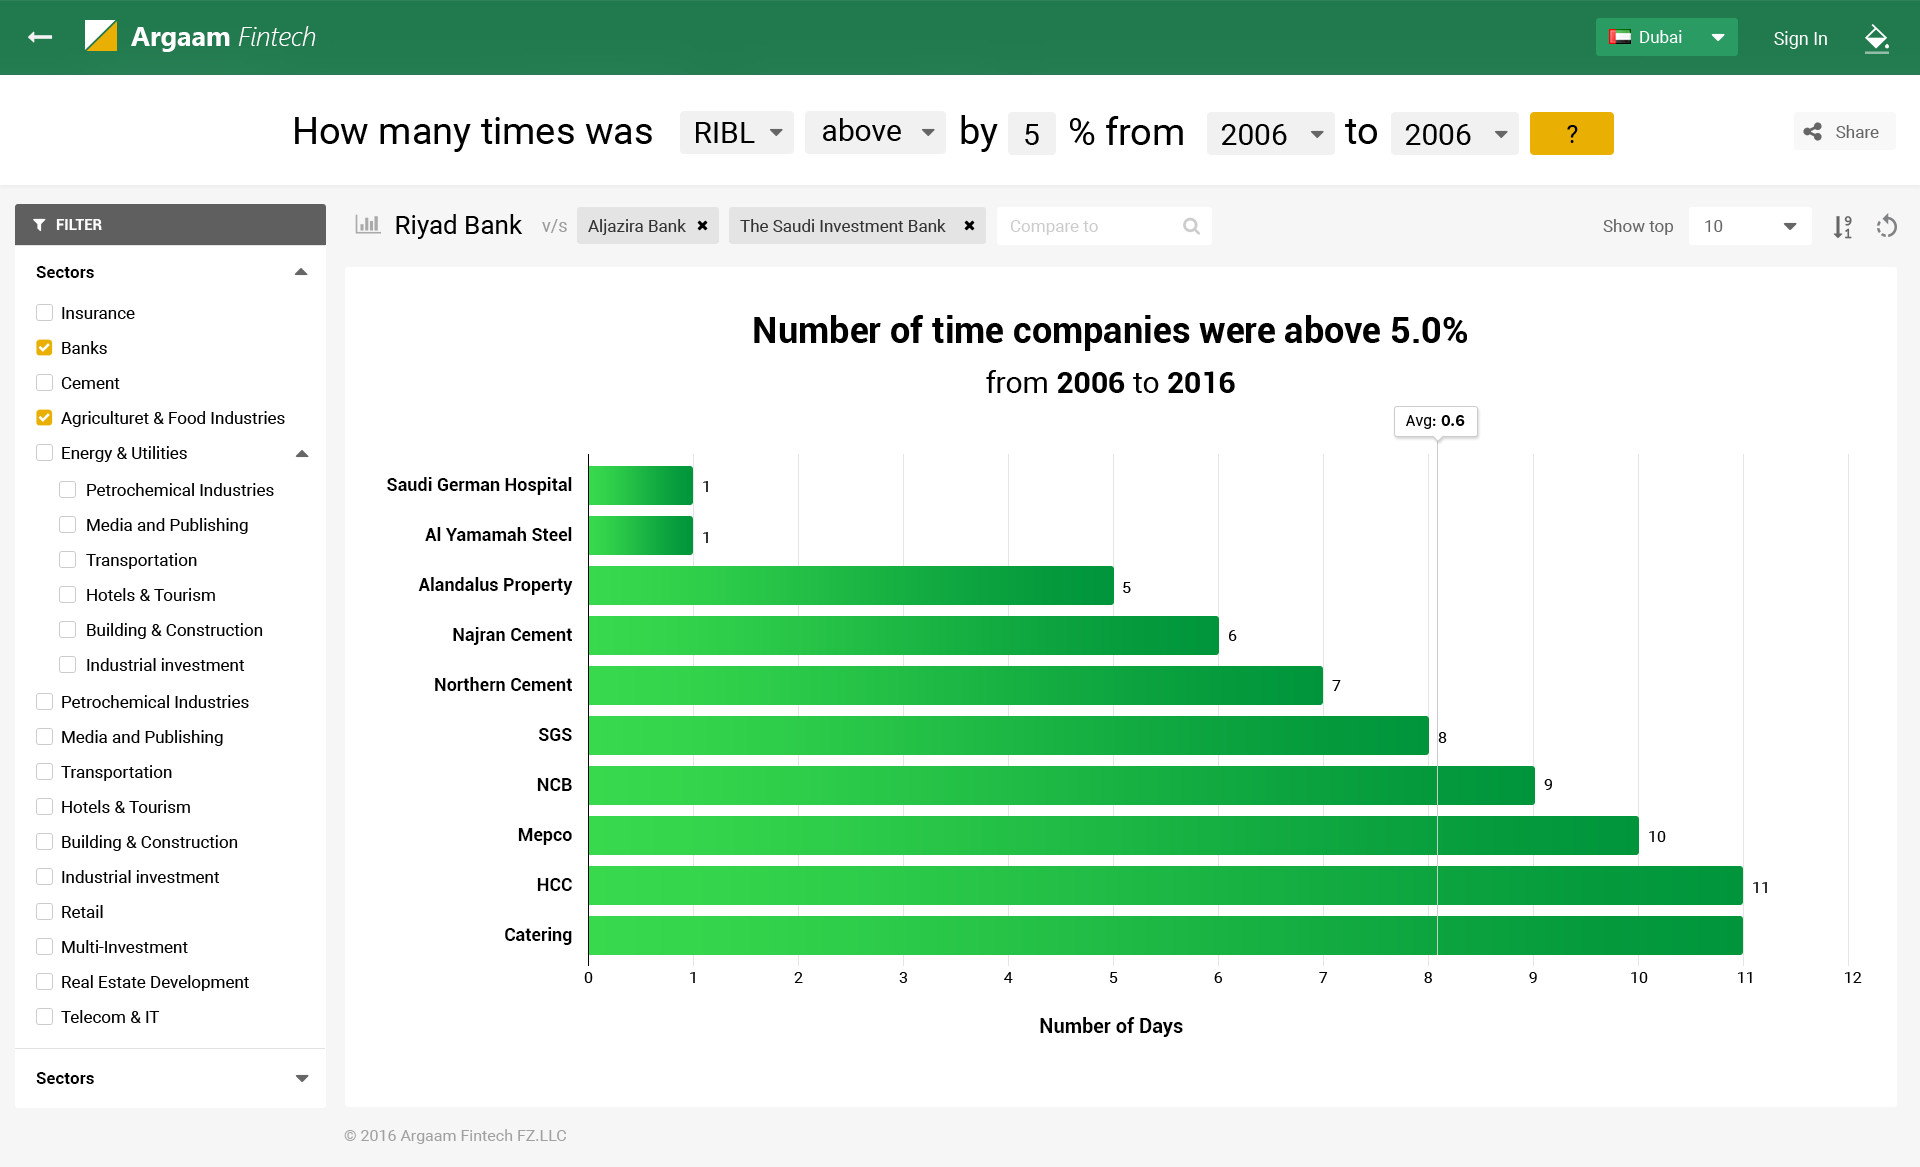 Argaam Fintech
Dubai
Sign In
How many times was RIBL above by 5 % from 2006 to 2006 ?
Share
FILTER
Sectors
Insurance
Banks
Cement
Agriculturet & Food Industries
Energy & Utilities
Petrochemical Industries
Media and Publishing
Transportation
Hotels & Tourism
Building & Construction
Industrial investment
Petrochemical Industries
Media and Publishing
Transportation
Hotels & Tourism
Building & Construction
Industrial investment
Retail
Multi-Investment
Real Estate Development
Telecom & IT
Sectors
Riyad Bank v/s Aljazira Bank ✖ The Saudi Investment Bank ✖ Compare to
Show top 10
9
1
Number of time companies were above 5.0%
from 2006 to 2016
Avg: 0.6
Saudi German Hospital 1
Al Yamamah Steel 1
Alandalus Property 5
Najran Cement 6
Northern Cement 7
SGS 8
NCB 9
Mepco 10
HCC 11
Catering
0 1 2 3 4 5 6 7 8 9 10 11 12
Number of Days
© 2016 Argaam Fintech FZ.LLC